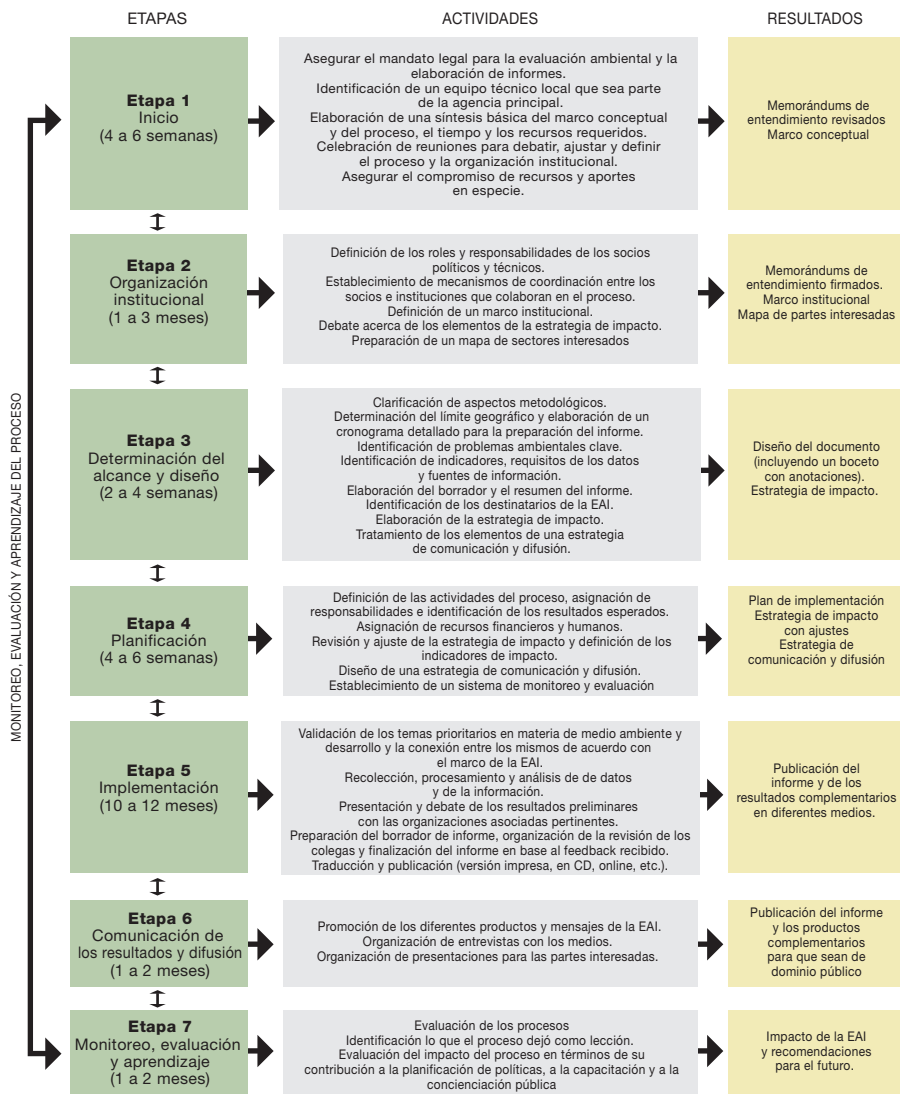 ETAPAS
ACTIVIDADES
RESULTADOS
MONITOREO, EVALUACIÓN Y APRENDIZAJE DEL PROCESO
Etapa 1
Inicio
(4 a 6 semanas)
Asegurar el mandato legal para la evaluación ambiental y la
elaboración de informes.
Identificación de un equipo técnico local que sea parte
de la agencia principal.
Elaboración de una síntesis básica del marco conceptual
y del proceso, el tiempo y los recursos requeridos.
Celebración de reuniones para debatir, ajustar y definir
el proceso y la organización institucional.
Asegurar el compromiso de recursos y aportes
en especie.
Memorándums de
entendimiento revisados
Marco conceptual
Etapa 2
Organización
institucional
(1 a 3 meses)
Definición de los roles y responsabilidades de los socios
políticos y técnicos.
Establecimiento de mecanismos de coordinación entre los
socios e instituciones que colaboran en el proceso.
Definición de un marco institucional.
Debate acerca de los elementos de la estrategia de impacto.
Preparación de un mapa de sectores interesados
Memorándums de
entendimiento firmados.
Marco institucional
Mapa de partes interesadas
Etapa 3
Determinación del
alcance y diseño
(2 a 4 semanas)
Clarificación de aspectos metodológicos.
Determinación del límite geográfico y elaboración de un
cronograma detallado para la preparación del informe.
Identificación de problemas ambientales clave.
Identificación de indicadores, requisitos de los datos
y fuentes de información.
Elaboración del borrador y el resumen del informe.
Identificación de los destinatarios de la EAI.
Elaboración de la estrategia de impacto.
Tratamiento de los elementos de una estrategia
de comunicación y difusión.
Diseño del documento
(incluyendo un boceto
con anotaciones).
Estrategia de impacto.
Etapa 4
Planificación
(4 a 6 semanas)
Definición de las actividades del proceso, asignación de
responsabilidades e identificación de los resultados esperados.
Asignación de recursos financieros y humanos.
Revisión y ajuste de la estrategia de impacto y definición de los
indicadores de impacto.
Diseño de una estrategia de comunicación y difusión.
Establecimiento de un sistema de monitoreo y evaluación
Plan de implementación
Estrategia de impacto
con ajustes
Estrategia de
comunicación y difusión
Etapa 5
Implementación
(10 a 12 meses)
Validación de los temas prioritarios en materia de medio ambiente y
desarrollo y la conexión entre los mismos de acuerdo con
el marco de la EAI.
Recolección, procesamiento y análisis de de datos
y de la información.
Presentación y debate de los resultados preliminares
con las organizaciones asociadas pertinentes.
Preparación del borrador de informe, organización de la revisión de los
colegas y finalización del informe en base al feedback recibido.
Traducción y publicación (versión impresa, en CD, online, etc.).
Publicación del
informe y de los
resultados complementarios
en diferentes medios.
Etapa 6
Comunicación de
los resultados y difusión
(1 a 2 meses)
Promoción de los diferentes productos y mensajes de la EAI.
Organización de entrevistas con los medios.
Organización de presentaciones para las partes interesadas.
Publicación del informe
y los productos
complementarios
para que sean de
dominio público
Etapa 7
Monitoreo, evaluación
y aprendizaje
(1 a 2 meses)
Evaluación de los procesos
Identificación lo que el proceso dejó como lección.
Evaluación del impacto del proceso en términos de su
contribución a la planificación de políticas, a la capacitación y a la
concienciación pública
Impacto de la EAI
y recomendaciones
para el futuro.